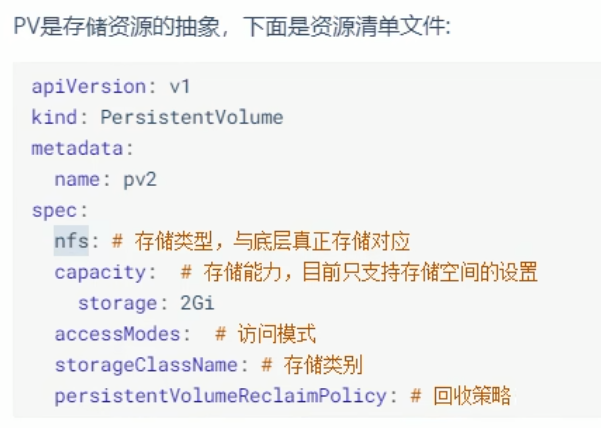 PV是存储资源的抽象，下面是资源清单文件:
apiVersion: v1
kind: PersistentVolume
metadata:
  name: pv2
spec:
  nfs: # 存储类型，与底层真正存储对应
  capacity:  # 存储能力，目前只支持存储空间的设置
    storage: 2Gi
  accessModes:  # 访问模式
  storageClassName: # 存储类别
  persistentVolumeReclaimPolicy: # 回收策略